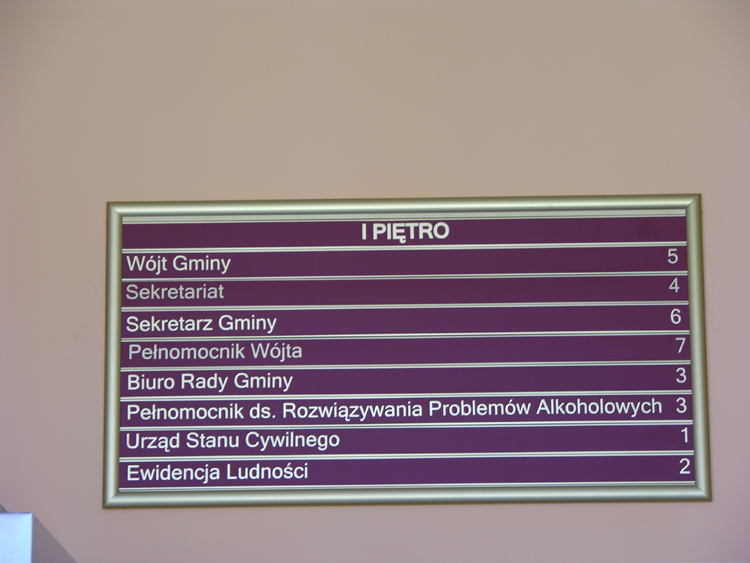 I PIĘTRO
Wójt Gminy 5
Sekretariat 4
Sekretarz Gminy 6
Pełnomocnik Wójta 7
Biuro Rady Gminy 3
Pełnomocnik ds. Rozwiązywania Problemów Alkoholowych 3
Urząd Stanu Cywilnego 1
Ewidencja Ludności 2